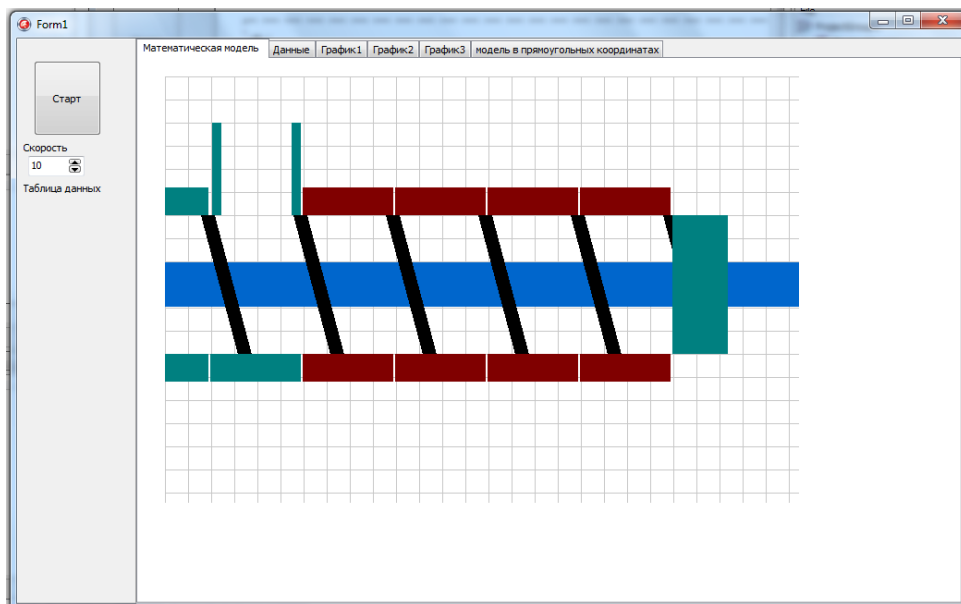 Form1
Математическая модель Данные График1 График2 График3 модель в прямоугольных координатах
Старт
Скорость
10
Таблица данных